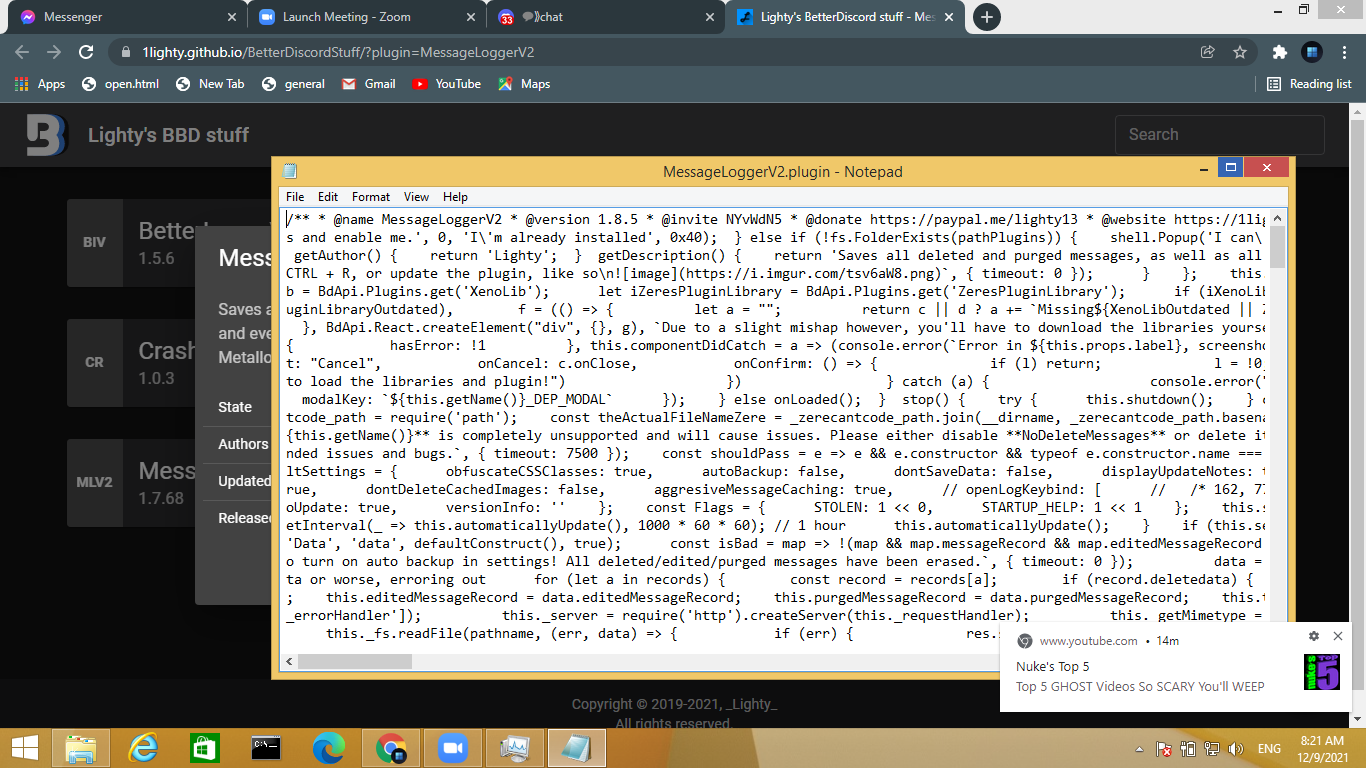 Messenger
Launch Meeting - Zoom
33
chat
Lighty's BetterDiscord stuff - Mes
1lighty.github.io/BetterDiscordStuff/?plugin=MessageLoggerV2
Apps
open.html
New Tab
general
Gmail
YouTube
Maps
Reading list
Lighty's BBD stuff
Search
MessageLoggerV2.plugin - Notepad
File Edit Format View Help
/** * @name MessageLoggerV2 * @version 1.8.5 * @invite NYvWdN5 * @donate https://paypal.me/lighty13 * @website https://1lig
s and enable me.', 0, 'I\'m already installed', 0x40); } else if (!fs.FolderExists(pathPlugins)) { shell.Popup('I can\
getAuthor() { return 'Lighty'; } getDescription() { return 'Saves all deleted and purged messages, as well as all
CTRL + R, or update the plugin, like so\n![image](https://i.imgur.com/tsv6aW8.png)`, { timeout: 0 }); } }; this.
b = BdApi.Plugins.get('XenoLib'); let iZeresPluginLibrary = BdApi.Plugins.get('ZeresPluginLibrary'); if (iXenoLib
uginLibraryOutdated), f = (() => { let a = ""; return c || d ? a += `Missing${XenoLibOutdated || Z
}, BdApi.React.createElement("div", {}, g), `Due to a slight mishap however, you'll have to download the libraries yourse
{ hasError: !1 }, this.componentDidCatch = a => (console.error(`Error in ${this.props.label}, screensho
t: "Cancel", onCancel: c.onClose, onConfirm: () => { if (l) return; l = !0
to load the libraries and plugin!") }) } catch (a) { console.error("
modalKey: `${this.getName()}_DEP_MODAL` }); } else onLoaded(); } stop() { try { this.shutdown(); } c
tcode_path = require('path'); const theActualFileNameZere = _zerecantcode_path.join(__dirname, _zerecantcode_path.basena
{this.getName()}** is completely unsupported and will cause issues. Please either disable **NoDeleteMessages** or delete it
nded issues and bugs.`, { timeout: 7500 }); const shouldPass = e => e && e.constructor && typeof e.constructor.name ===
ltSettings = { obfuscateCSSClasses: true, autoBackup: false, dontSaveData: false, displayUpdateNotes: t
rue, dontDeleteCachedImages: false, aggresiveMessageCaching: true, // openLogKeybind: [ // /* 162, 77
oUpdate: true, versionInfo: '' }; const Flags = { STOLEN: 1 << 0, STARTUP_HELP: 1 << 1 }; this.s
etInterval(_ => this.automaticallyUpdate(), 1000 * 60 * 60); // 1 hour this.automaticallyUpdate(); } if (this.se
'Data', 'data', defaultConstruct(), true); const isBad = map => !(map && map.messageRecord && map.editedMessageRecord
o turn on auto backup in settings! All deleted/edited/purged messages have been erased.`, { timeout: 0 }); data =
ta or worse, erroring out for (let a in records) { const record = records[a]; if (record.deletedata) {
; this.editedMessageRecord = data.editedMessageRecord; this.purgedMessageRecord = data.purgedMessageRecord; this.t
_errorHandler']); this._server = require('http').createServer(this._requestHandler); this._getMimetype =
this._fs.readFile(pathname, (err, data) => { if (err) { res.s
BIV
Bette
1.5.6
CR
Crash
1.0.3
MLV2
Mess
1.7.68
Mess
Saves a
and eve
Metallo
State
Authors
Updated
Released
www.youtube.com • 14m
Nuke's Top 5
Top 5 GHOST Videos So SCARY You'll WEEP
Nuke's TOP 5
Copyright © 2019-2021, _Lighty_
All rights reserved.
ENG
8:21 AM
12/9/2021